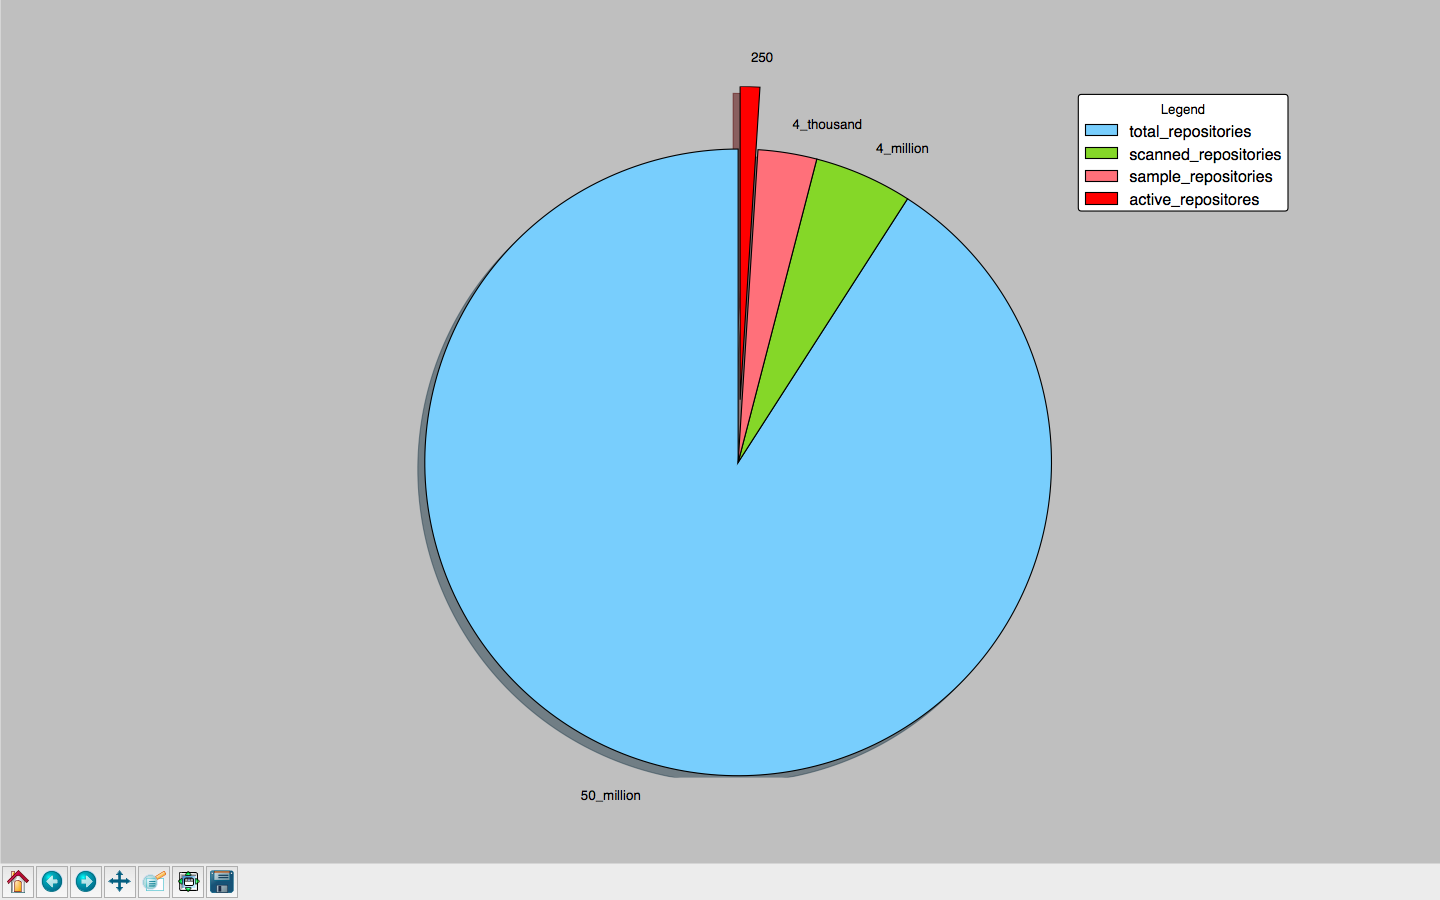 250
4_thousand
4_million
Legend
total_repositories
scanned_repositories
sample_repositories
active_repositores
50_million